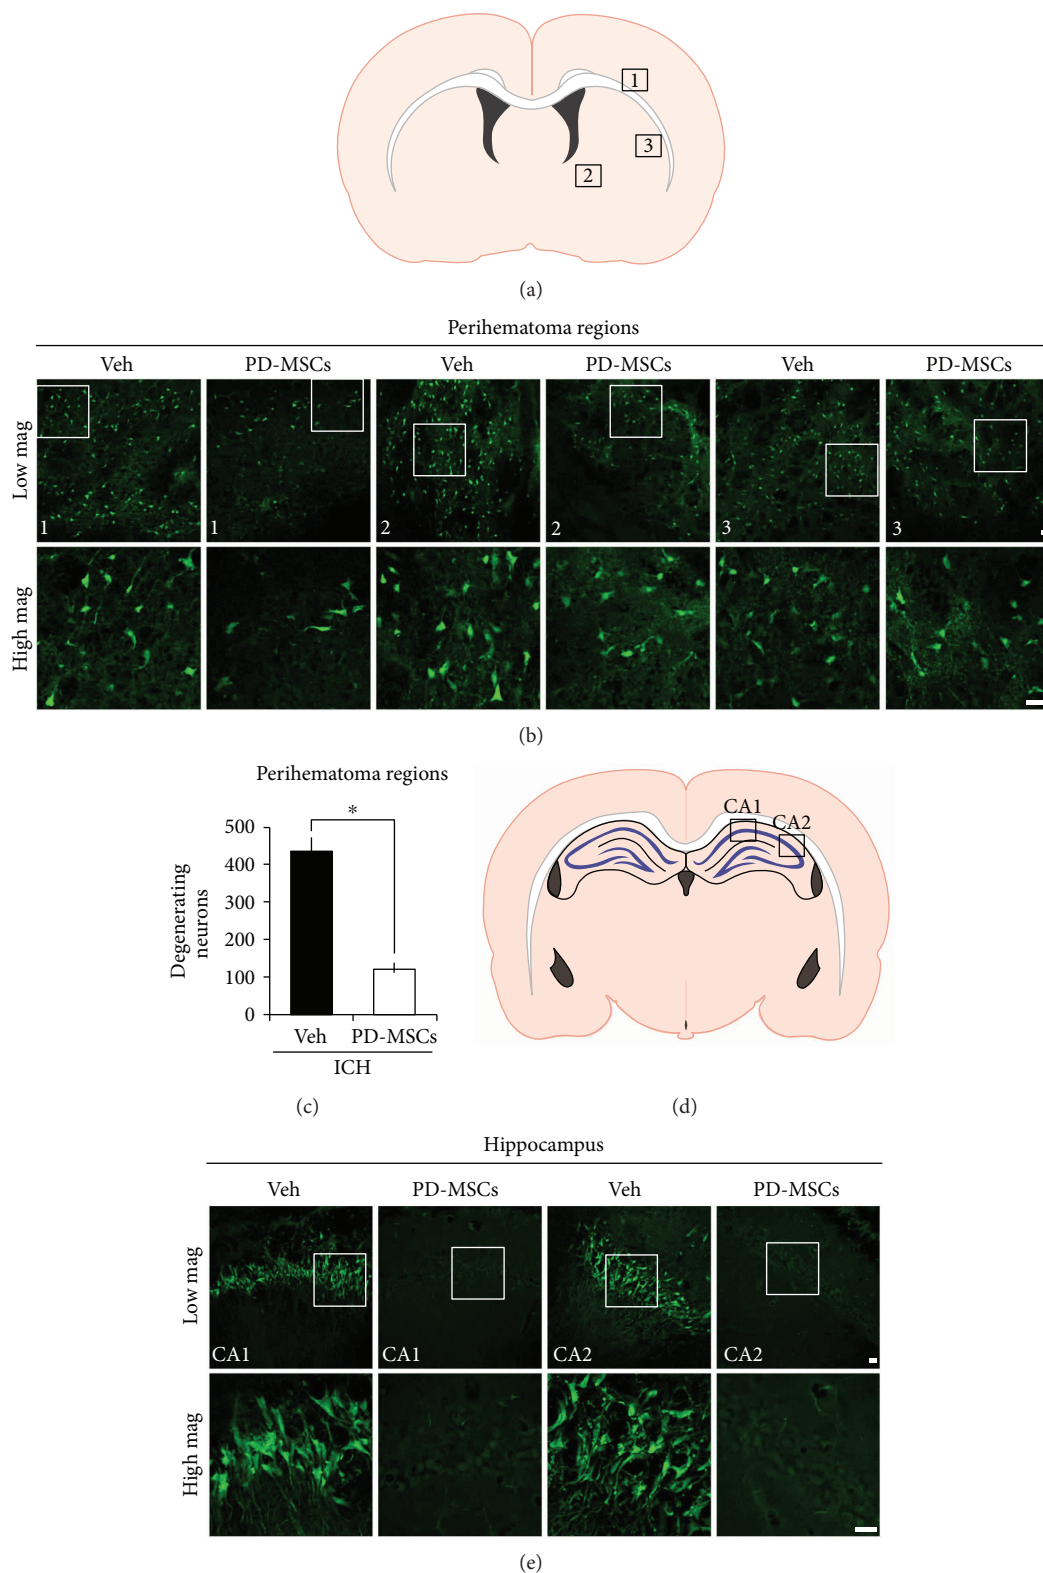 1
3
2
(a)
Perihematoma regions
Veh PD-MSCs Veh PD-MSCs Veh PD-MSCs
Low mag
1 1 2 2 3 3
High mag
(b)
Perihematoma regions
*
500
400
300
200
100
0
Degenerating
neurons
Veh PD-MSCs
ICH
(c)
CA1
CA2
(d)
Hippocampus
Veh PD-MSCs Veh PD-MSCs
Low mag
CA1 CA1 CA2 CA2
High mag
(e)